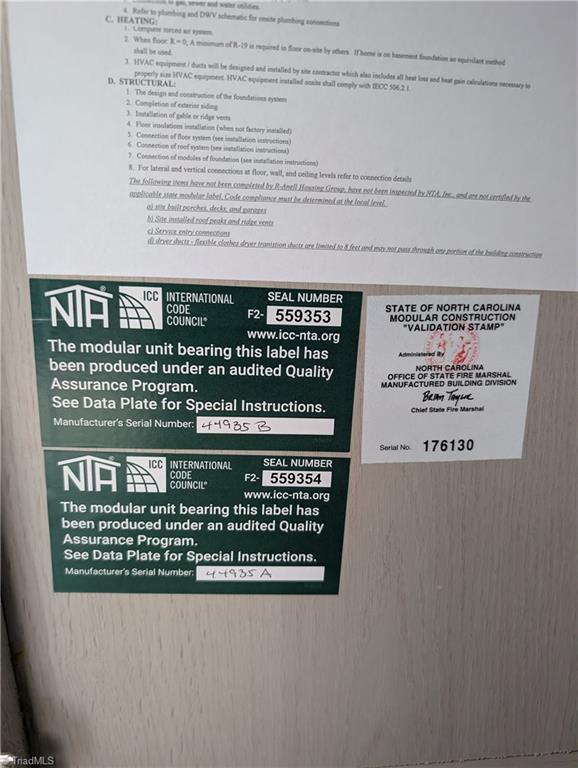 4. Refer to plumbing and DWV schematic for onsite plumbing connections
C. HEATING:
1. Complete forced air system
2. When floor R = 0, A minimum of R-19 is required in floor on-site by others. If home is on basement foundation an equivilant method
shall be used.
3. HVAC equipment / ducts will be designed and installed by site contractor which also includes all heat loss and heat gain calculations necessary to
properly size HVAC equipment. HVAC equipment installed onsite shall comply with IECC 506.2.1.
D. STRUCTURAL:
1. The design and construction of the foundations system
2. Completion of exterior siding
3. Installation of gable or ridge vents
4. Floor insulations installation (when not factory installed)
5. Connection of floor system (see installation instructions)
6. Connection of roof system (see installation instructions)
7. Connection of modules of foundation (see installation instructions)
8. For lateral and vertical connections at floor, wall, and ceiling levels refer to connection details
The following items have not been completed by R-Anell Housing Group, have not been inspected by NTA, Inc., and are not certified by the
applicable state modular label. Code compliance must be determined at the local level.
a) site built porches, decks, and garages
b) Site installed roof peaks and ridge vents
c) Service entry connections
d) dryer ducts - flexible clothes dryer transition ducts are limited to 8 feet and may not pass through any portion of the building construction
NTA
ICC INTERNATIONAL
CODE
COUNCIL®
SEAL NUMBER
F2- 559353
www.icc-nta.org
The modular unit bearing this label has
been produced under an audited Quality
Assurance Program.
See Data Plate for Special Instructions.
Manufacturer's Serial Number: 44935 B
NTA
ICC INTERNATIONAL
CODE
COUNCIL®
SEAL NUMBER
F2- 559354
www.icc-nta.org
The modular unit bearing this label has
been produced under an audited Quality
Assurance Program.
See Data Plate for Special Instructions.
Manufacturer's Serial Number: 44935 A
STATE OF NORTH CAROLINA
MODULAR CONSTRUCTION
"VALIDATION STAMP"
Administered By
NORTH CAROLINA
OFFICE OF STATE FIRE MARSHAL
MANUFACTURED BUILDING DIVISION
Brian Taylor
Chief State Fire Marshal
Serial No. 176130
©TriadMLS